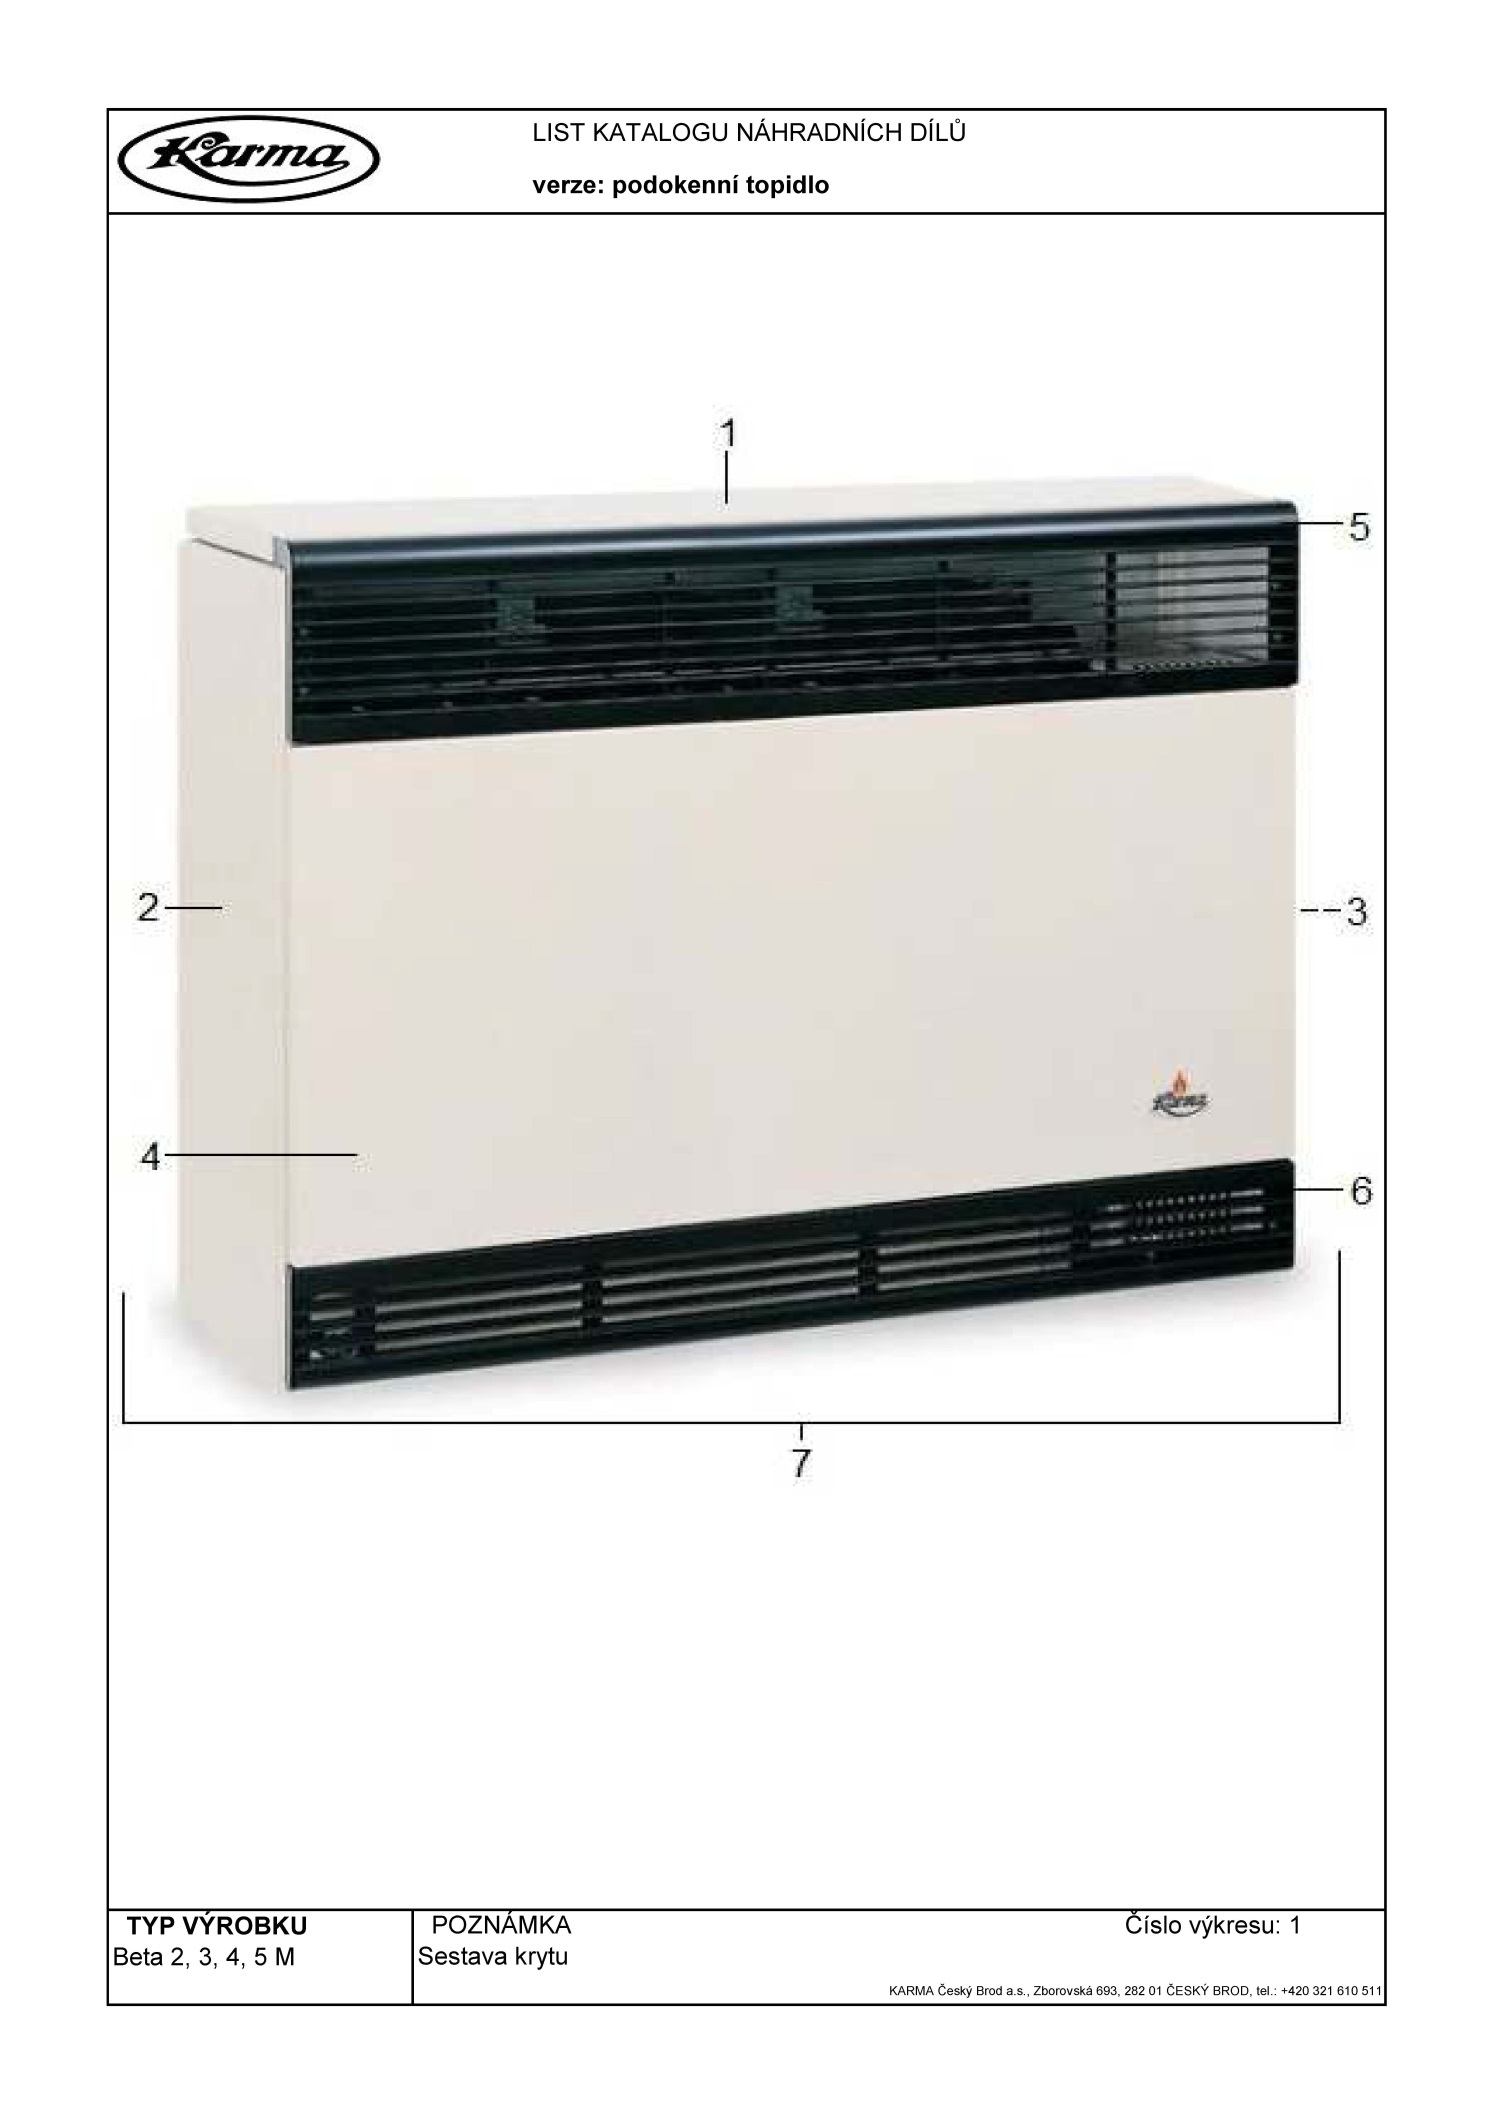 Karma
LIST KATALOGU NÁHRADNÍCH DÍLŮ
verze: podokenní topidlo
1
5
2
3
Karma
4
6
7
TYP VÝROBKU
Beta 2, 3, 4, 5 M
POZNÁMKA
Sestava krytu
Číslo výkresu: 1
KARMA Český Brod a.s., Zborovská 693, 282 01 ČESKÝ BROD, tel.: +420 321 610 511